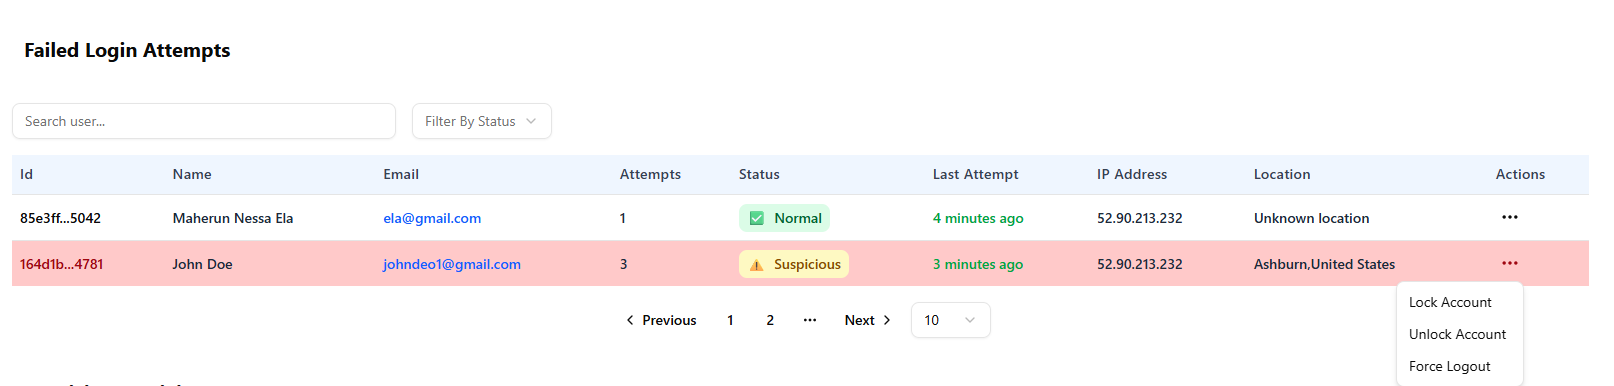 Failed Login Attempts
Search user...
Filter By Status
Id Name Email Attempts Status Last Attempt IP Address Location Actions
85e3ff...5042 Maherun Nessa Ela ela@gmail.com 1 ✅ Normal 4 minutes ago 52.90.213.232 Unknown location ...
164d1b...4781 John Doe johndeo1@gmail.com 3 ⚠️ Suspicious 3 minutes ago 52.90.213.232 Ashburn,United States ...
Previous 1 2 ... Next 10
Lock Account
Unlock Account
Force Logout